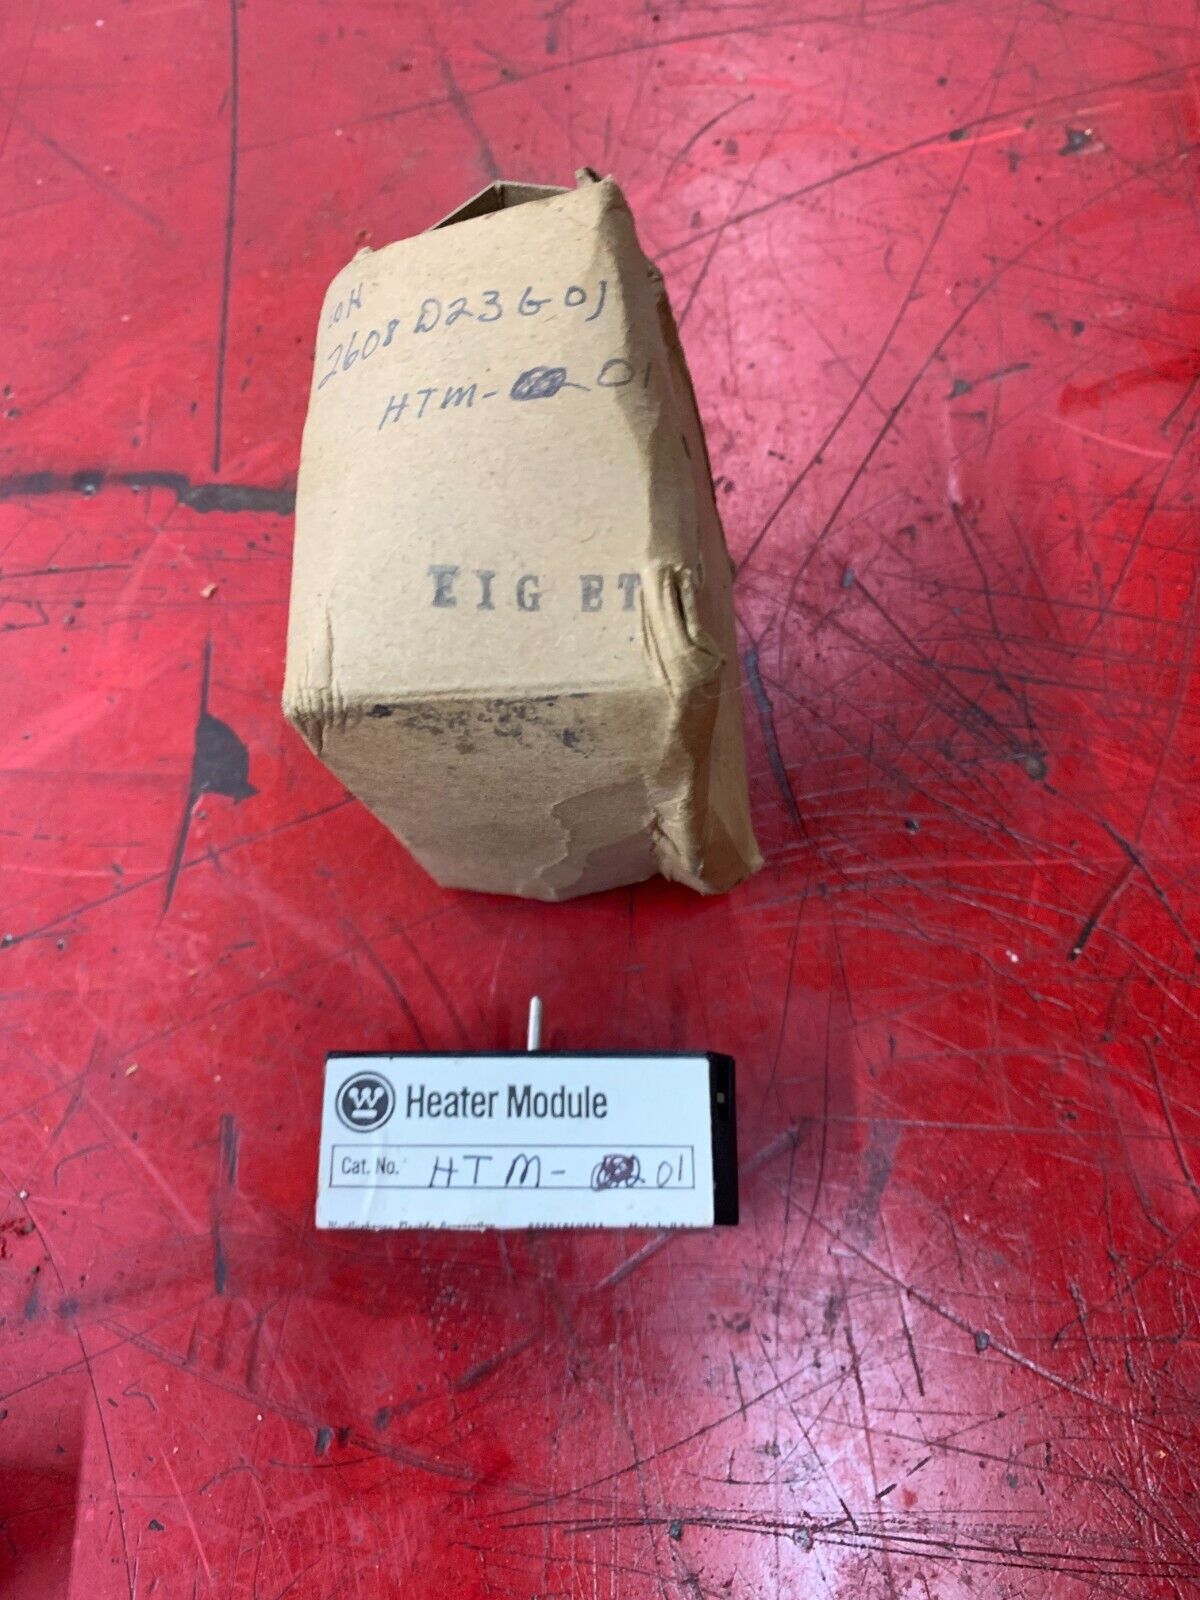 2608D23G01
HTM- 01
EIG ET
W Heater Module
Cat. No. HTM- 01